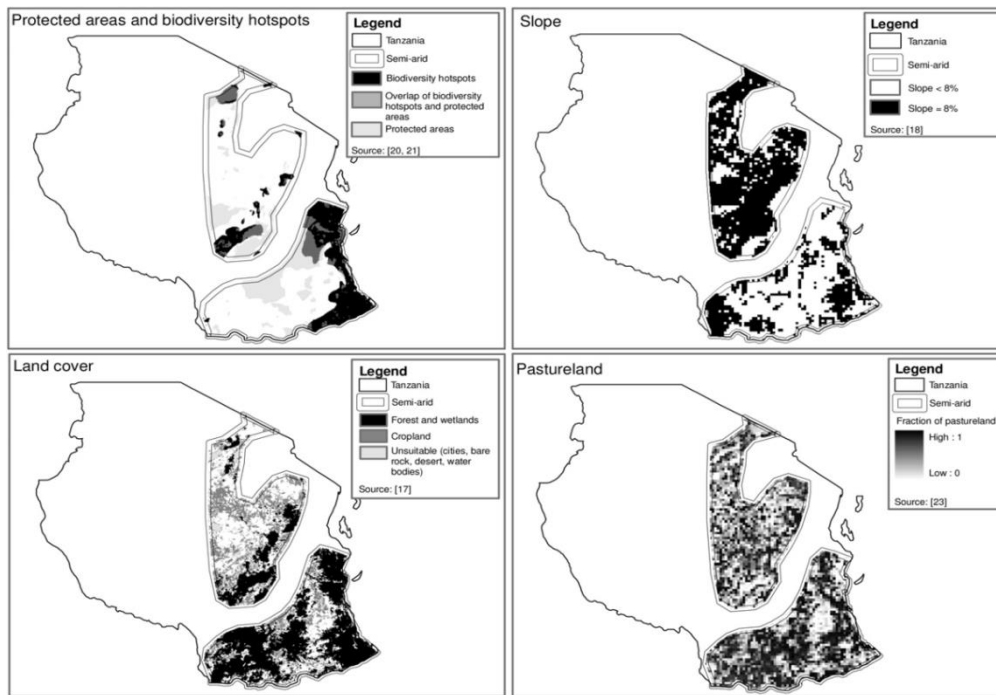 Protected areas and biodiversity hotspots
Legend
Tanzania
Semi-arid
Biodiversity hotspots
Overlap of biodiversity
hotspots and protected
areas
Protected areas
Source: [20, 21]
Slope
Legend
Tanzania
Semi-arid
Slope < 8%
Slope = 8%
Source: [18]
Land cover
Legend
Tanzania
Semi-arid
Forest and wetlands
Cropland
Unsuitable (cities, bare
rock, desert, water
bodies)
Source: [17]
Pastureland
Legend
Tanzania
Semi-arid
Fraction of pastureland
High : 1
Low : 0
Source: [23]